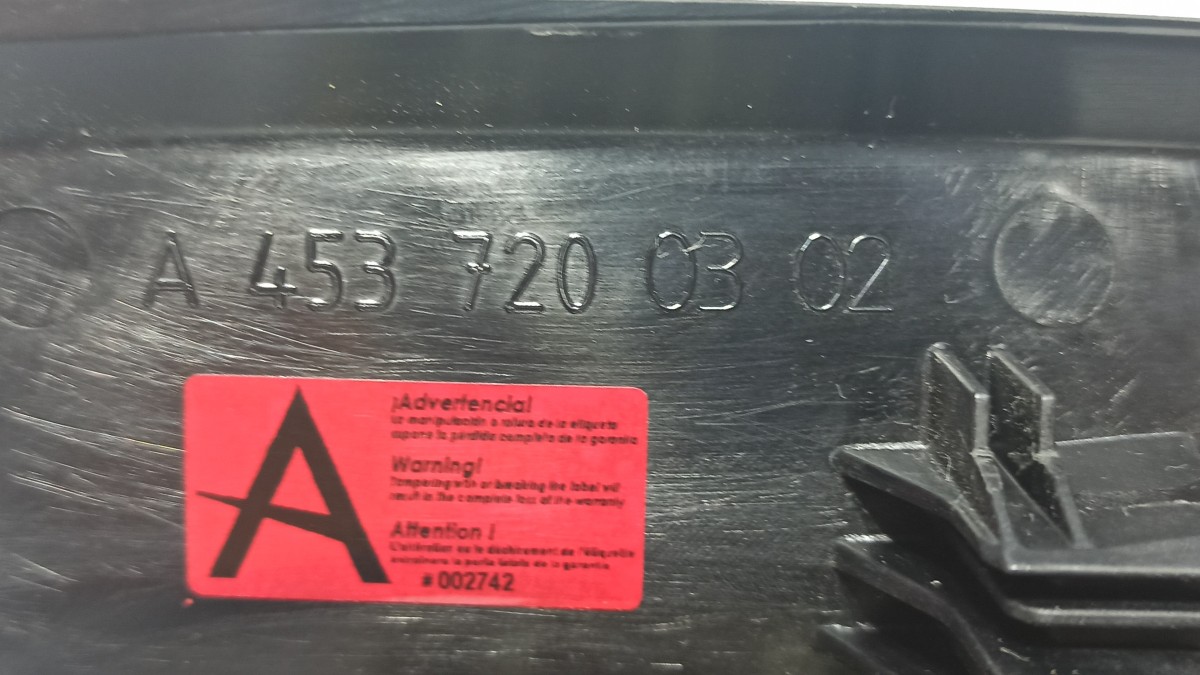 A 453 720 03 02
A
¡Advertencia!
La manipulación o rotura de la etiqueta
supone la pérdida completa de la garantía
Warning!
Tampering with or breaking the label will
result in the complete loss of the warranty
Attention !
L'altération ou le déchirement de l'étiquette
entraînera la perte totale de la garantie
# 002742